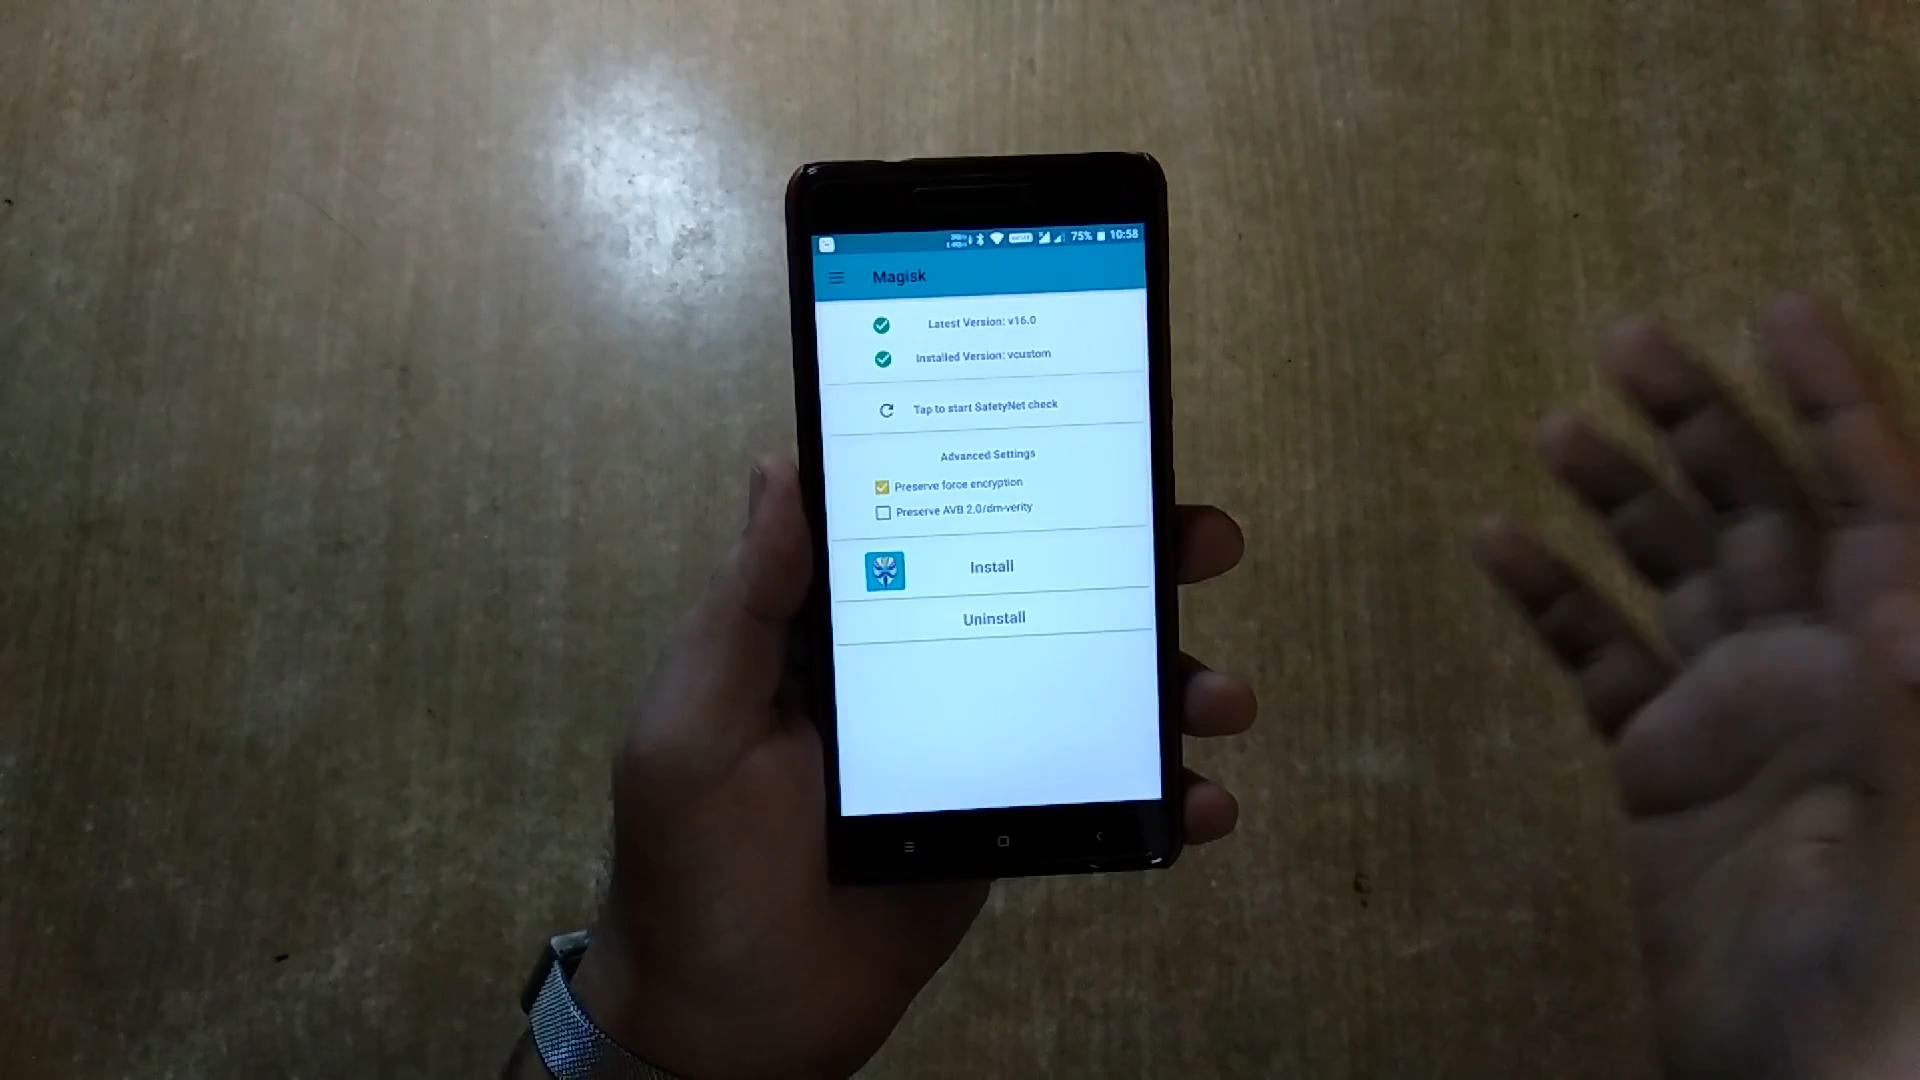 75% 10:58
Magisk
Latest Version: v16.0
Installed Version: vcustom
Tap to start SafetyNet check
Advanced Settings
Preserve force encryption
Preserve AVB 2.0/dm-verity
Install
Uninstall